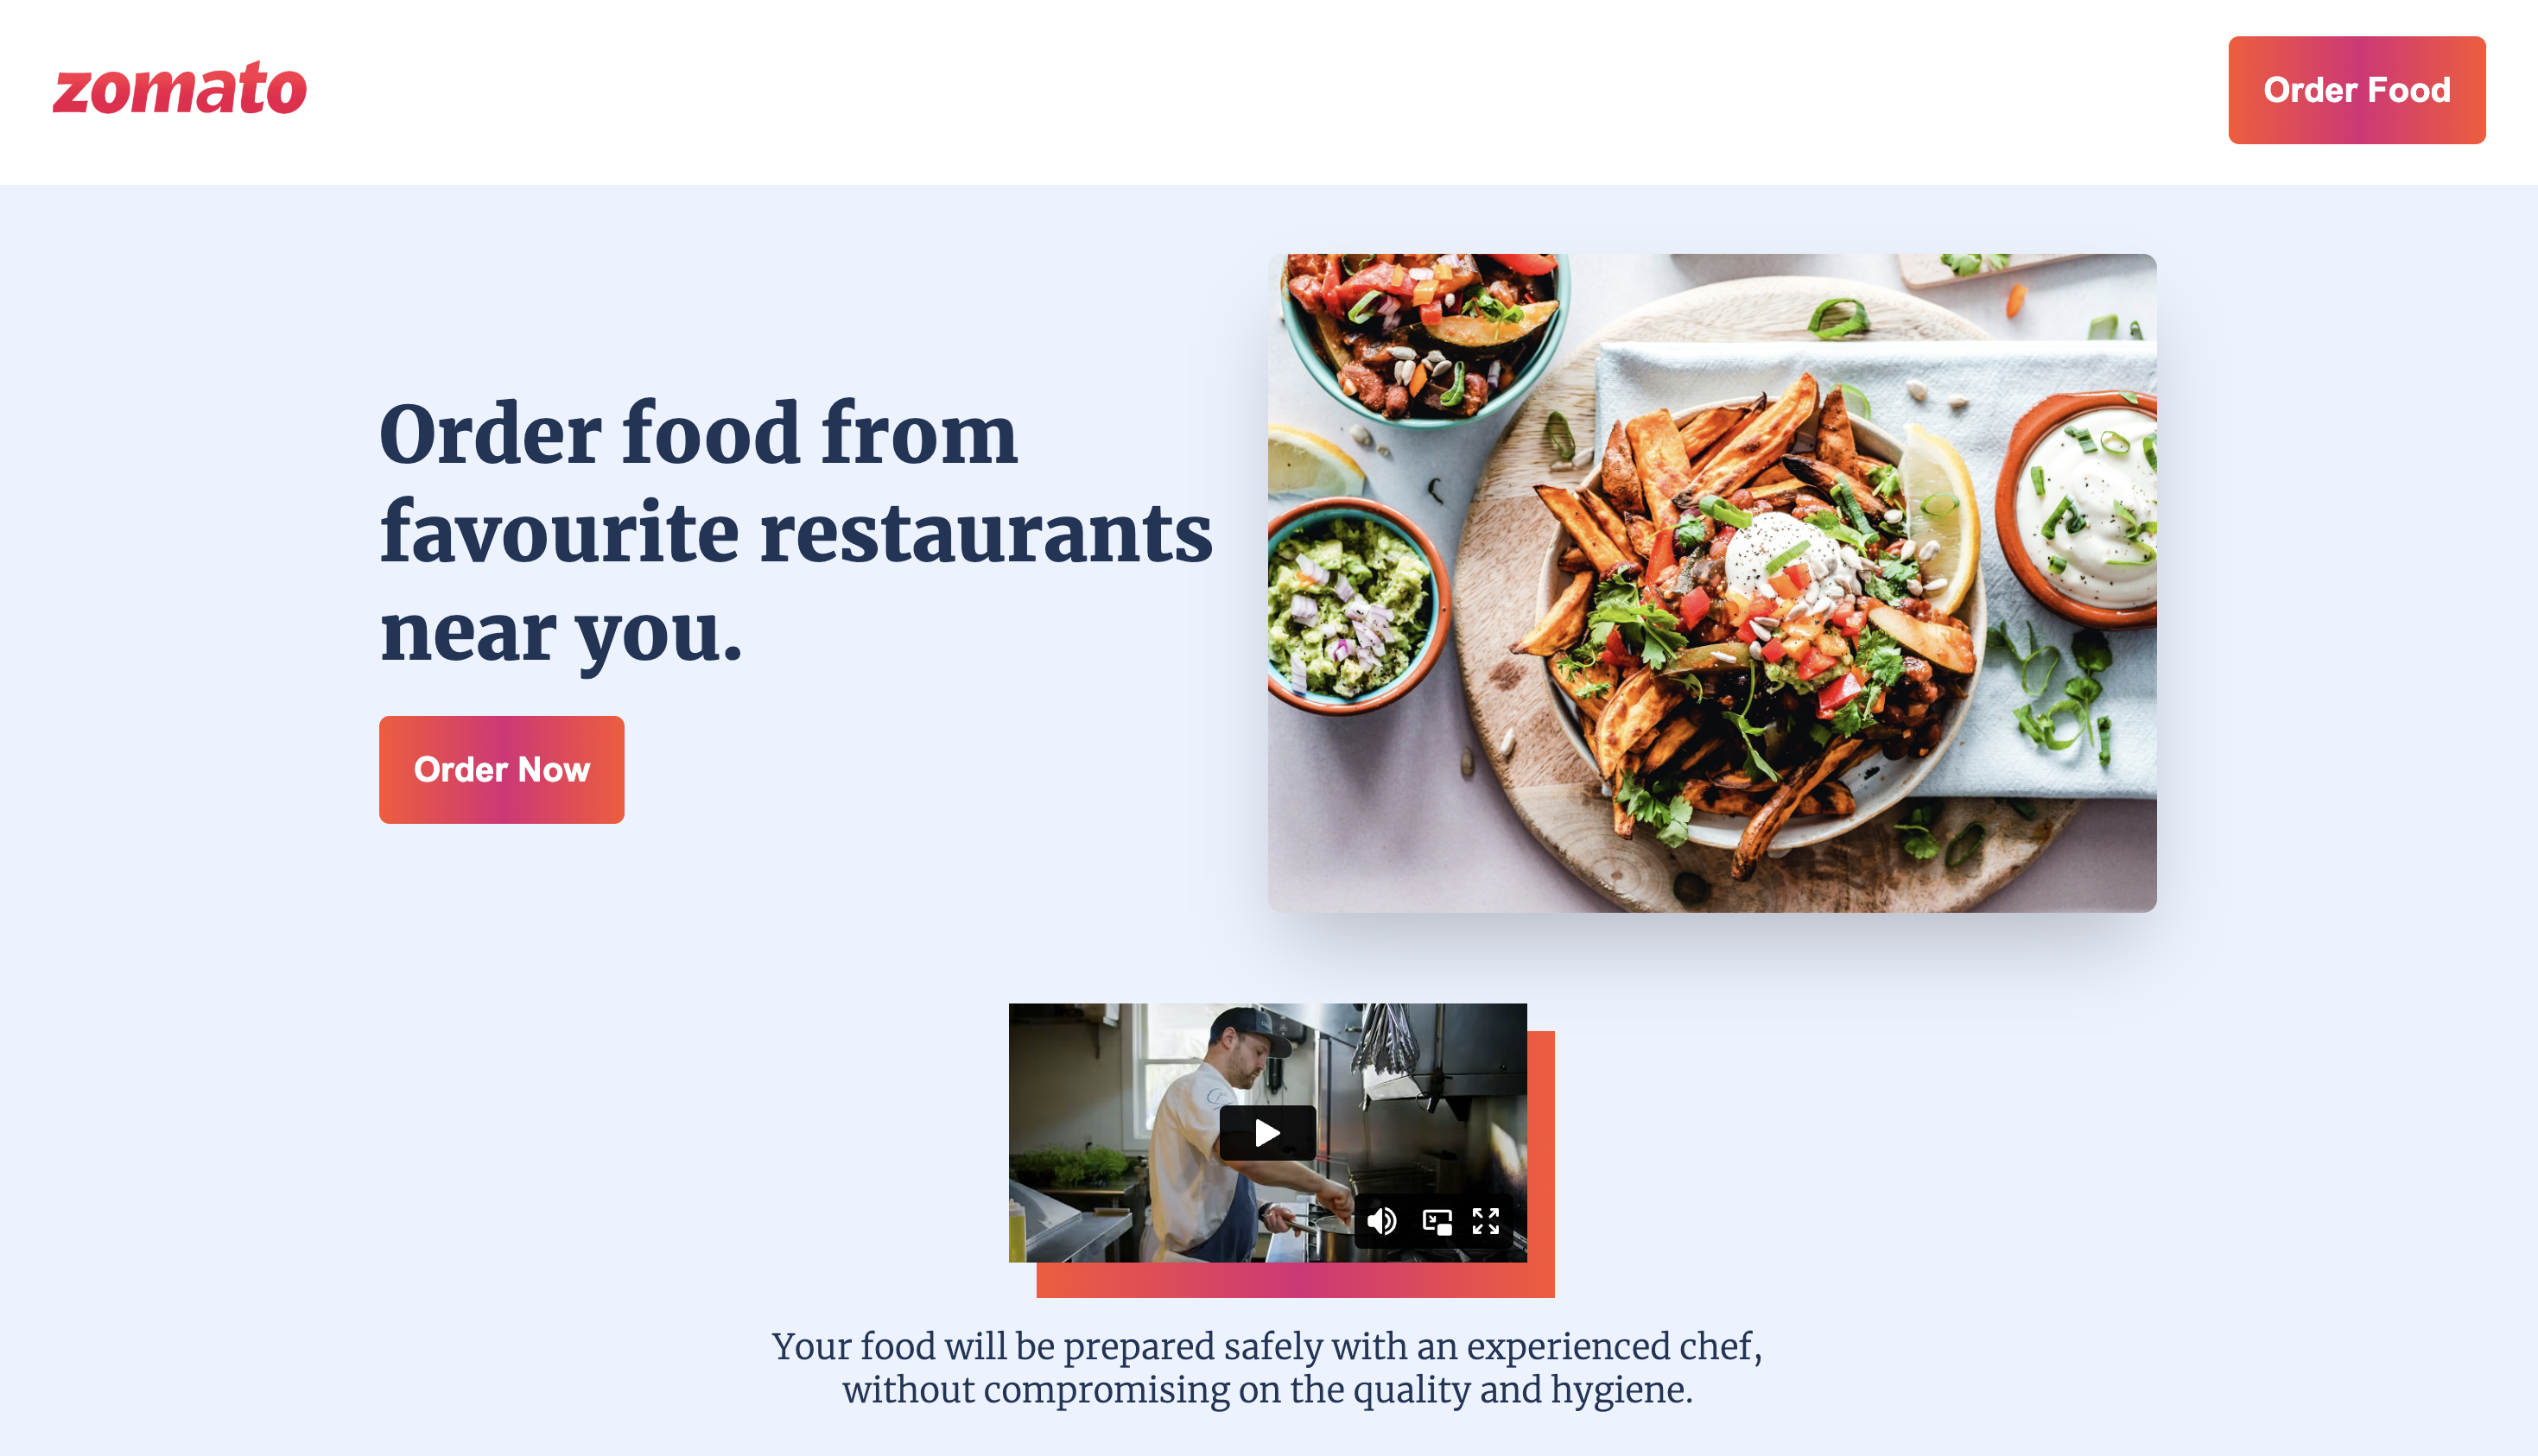 zomato
Order Food
Order food from
favourite restaurants
near you.
Order Now
Your food will be prepared safely with an experienced chef,
without compromising on the quality and hygiene.